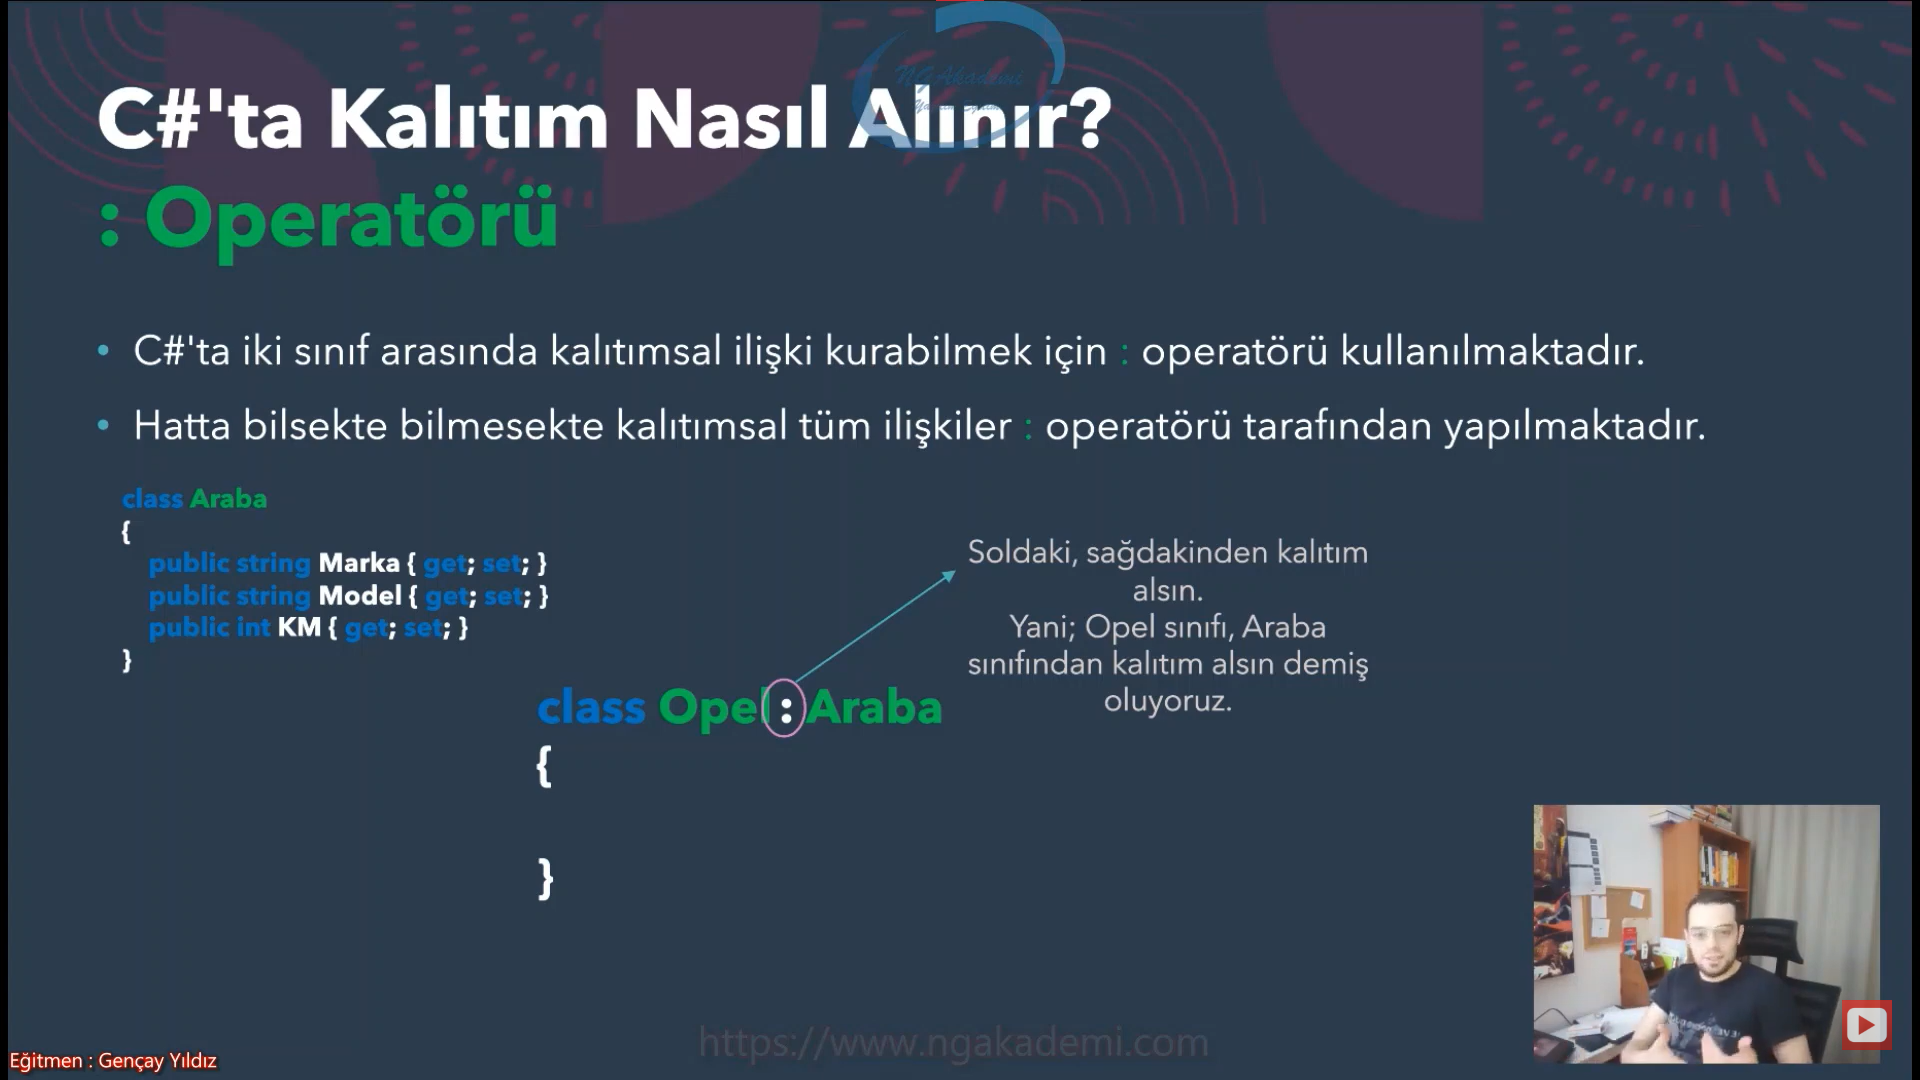 NGAkademi
C#'ta Kalıtım Nasıl Alınır?
: Operatörü
• C#'ta iki sınıf arasında kalıtımsal ilişki kurabilmek için : operatörü kullanılmaktadır.
• Hatta bilsekte bilmesekte kalıtımsal tüm ilişkiler : operatörü tarafından yapılmaktadır.
class Araba
{
public string Marka { get; set; }
public string Model { get; set; }
public int KM { get; set; }
}
Soldaki, sağdakinden kalıtım
alsın.
Yani; Opel sınıfı, Araba
sınıfından kalıtım alsın demiş
oluyoruz.
class Opel : Araba
{
}
https://www.ngakademi.com
Eğitmen : Gençay Yıldız